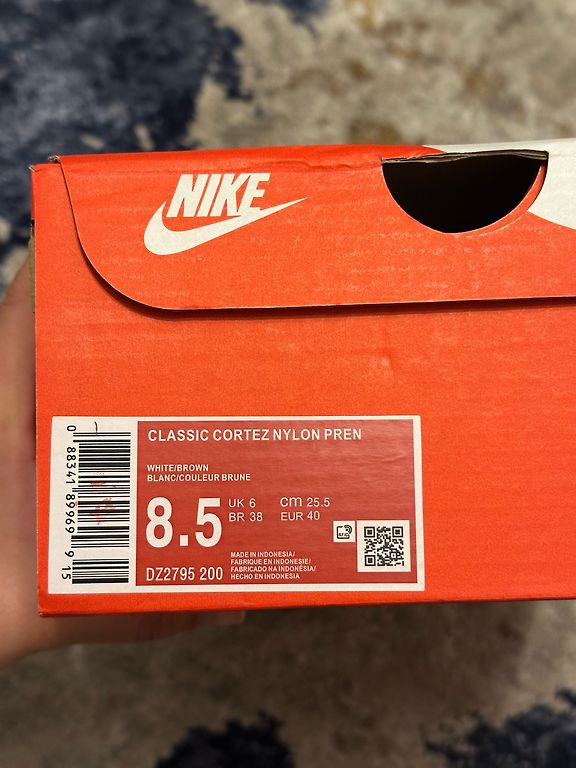 NIKE
CLASSIC CORTEZ NYLON PREN
WHITE/BROWN
BLANC/COULEUR BRUNE
8.5 UK 6 cm 25.5
BR 38 EUR 40
DZ2795 200
MADE IN INDONESIA/
FABRIQUE EN INDONESIE/
FABRICADO NA INDONÉSIA/
HECHO EN INDONESIA
RFID
0 88341 89969 9 15